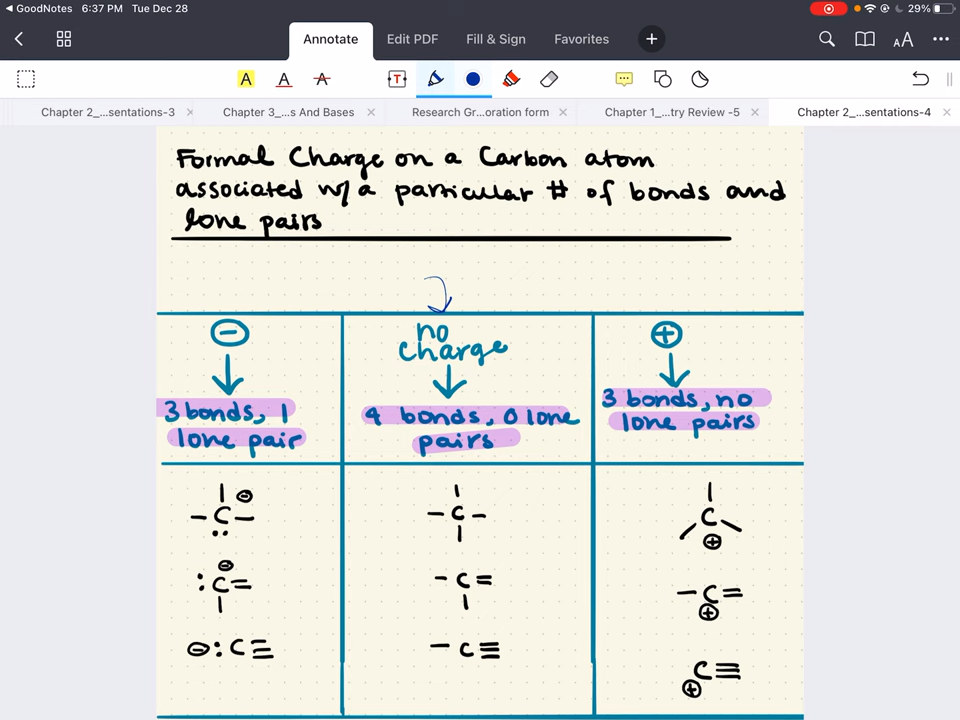 GoodNotes 6:37 PM Tue Dec 28 29%
Annotate Edit PDF Fill & Sign Favorites
A A A T AA
Chapter 2_...sentations-3 × Chapter 3_...s And Bases × Research Gr...oration form × Chapter 1_...try Review -5 × Chapter 2_...sentations-4 ×
Formal Charge on a Carbon atom
associated w/a particular # of bonds and
lone pairs
⊖
3 bonds, 1
lone pair
no
charge
4 bonds, 0 lone
pairs
⊕
3 bonds, no
lone pairs
C ⊖
⊖ :C=
⊖:C≡
-C-
-C=
-C≡
C ⊕
-C= ⊕
C≡ ⊕